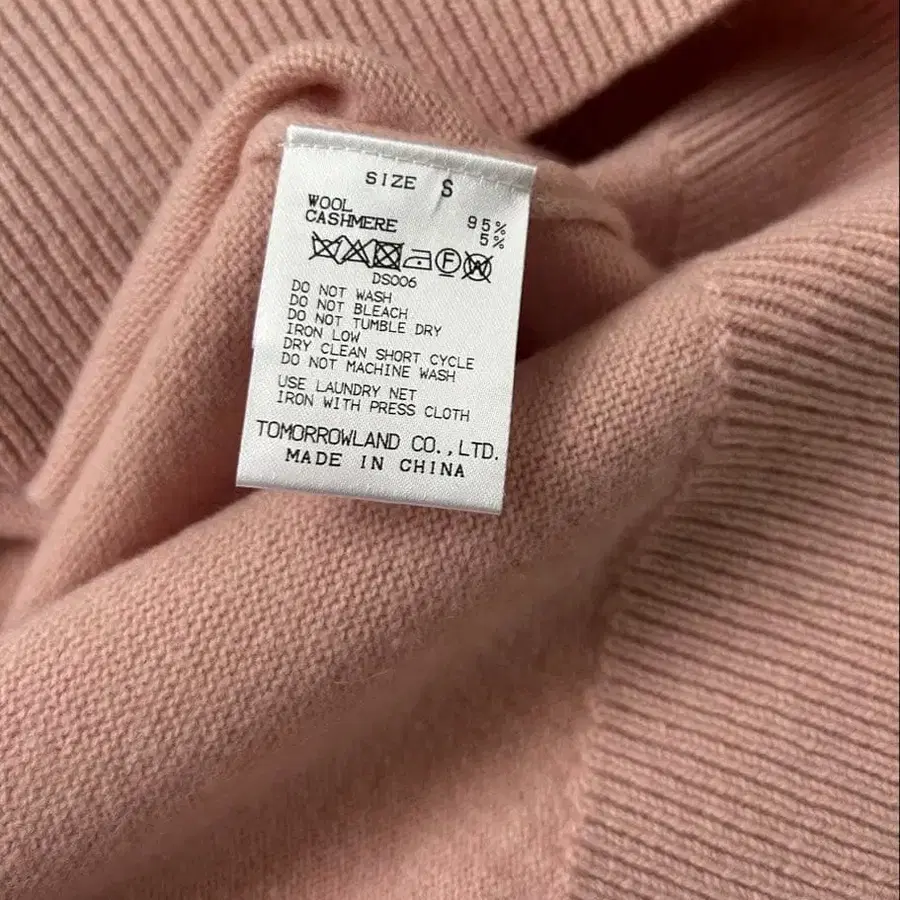 SIZE S
WOOL 95%
CASHMERE 5%
F W
DS006
DO NOT WASH
DO NOT BLEACH
DO NOT TUMBLE DRY
IRON LOW
DRY CLEAN SHORT CYCLE
DO NOT MACHINE WASH
USE LAUNDRY NET
IRON WITH PRESS CLOTH
TOMORROWLAND CO.,LTD.
MADE IN CHINA